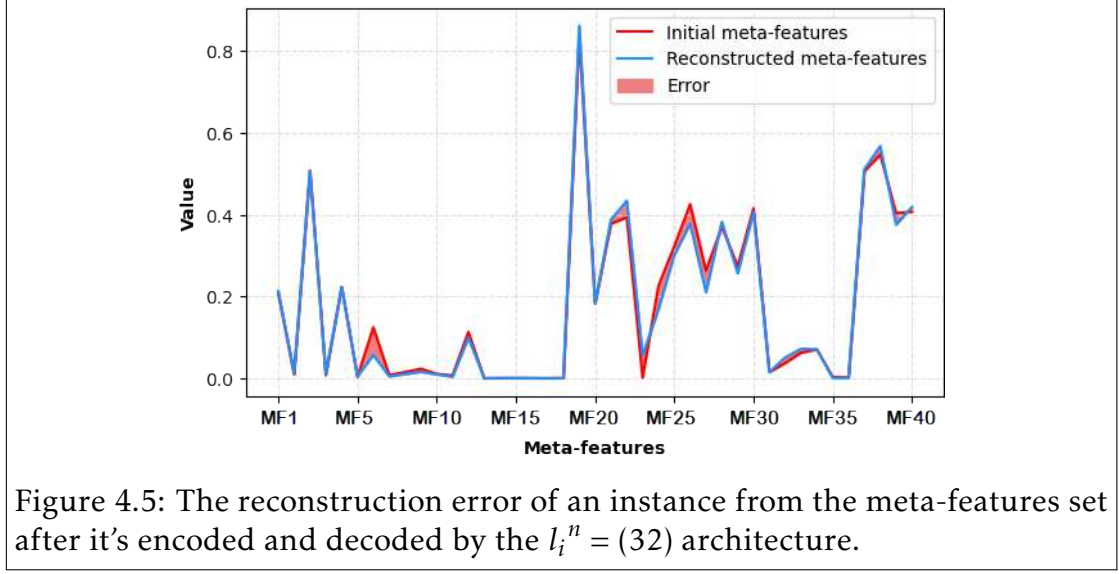 Initial meta-features
Reconstructed meta-features
Error
0.8
0.6
0.4
0.2
0.0
Value
MF1 MF5 MF10 MF15 MF20 MF25 MF30 MF35 MF40
Meta-features
Figure 4.5: The reconstruction error of an instance from the meta-features set
after it's encoded and decoded by the lᵢⁿ = (32) architecture.